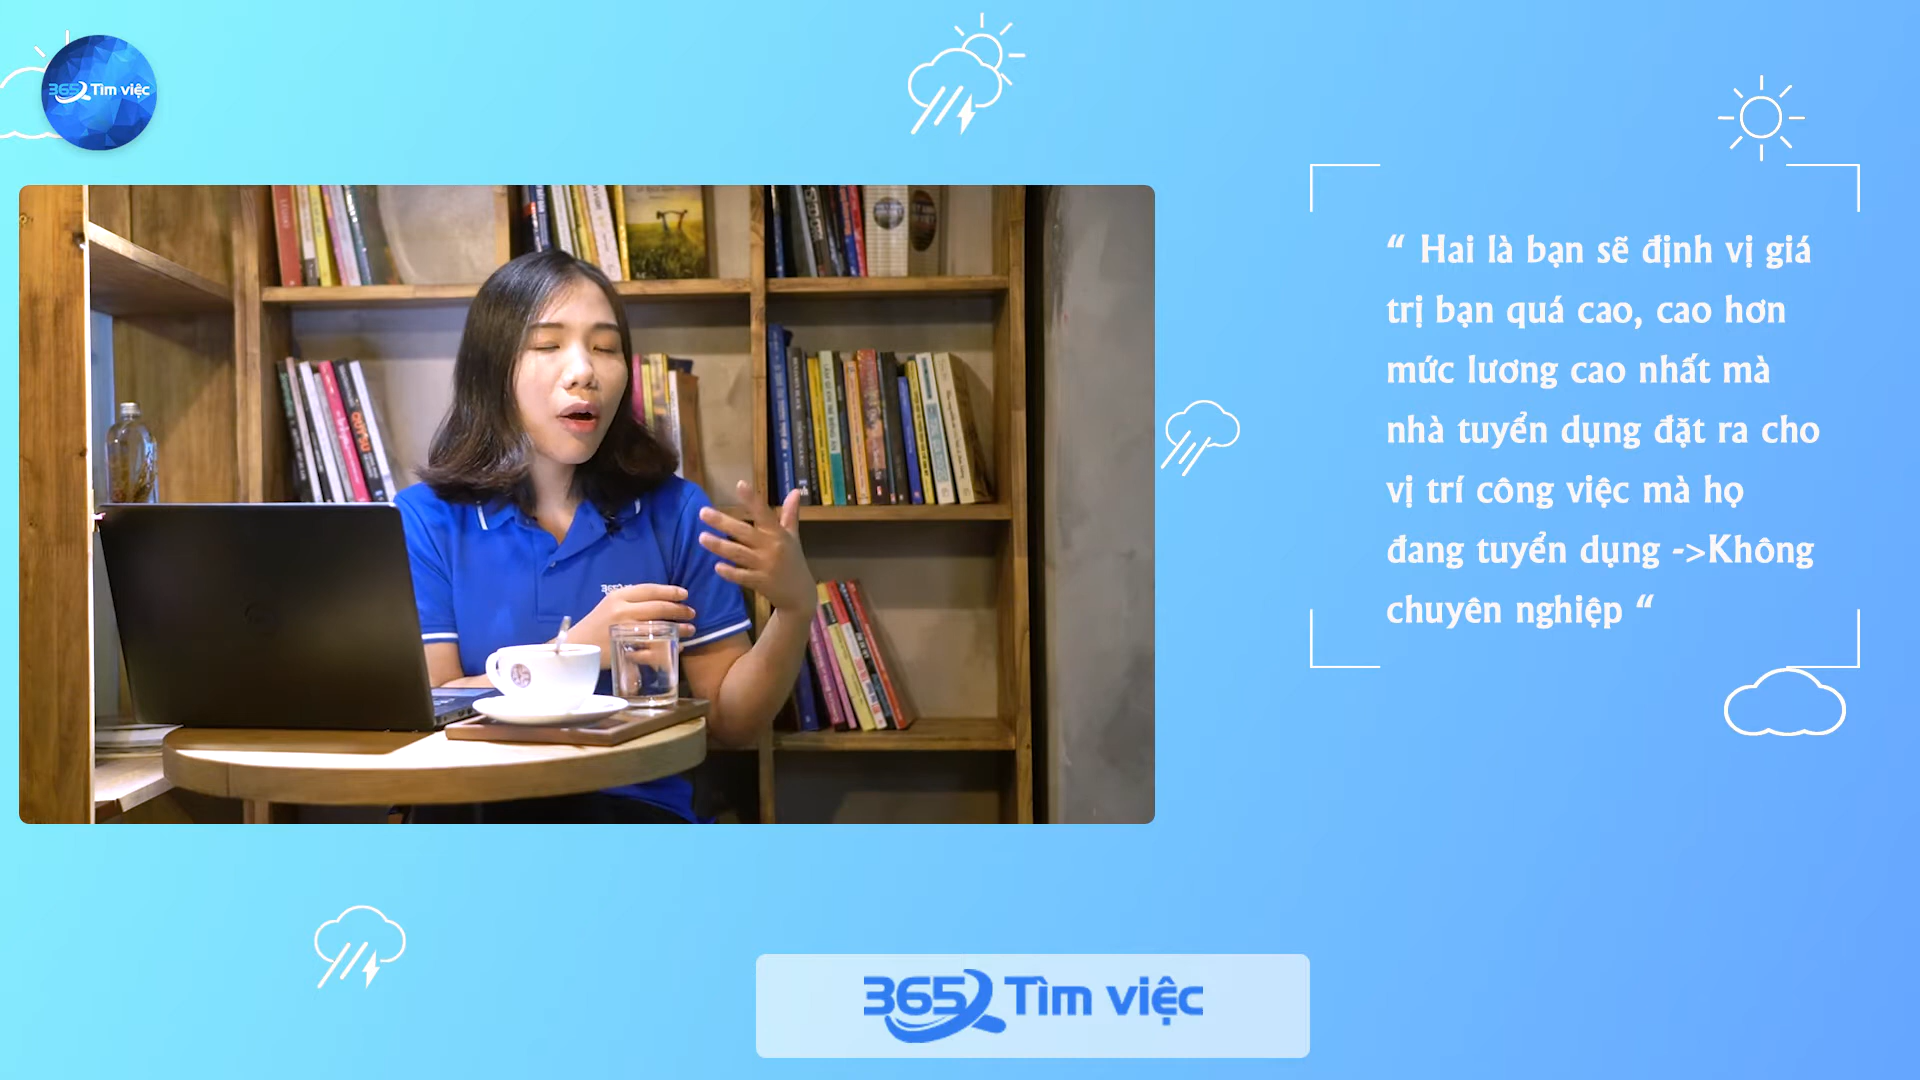 365 Tìm việc
“ Hai là bạn sẽ định vị giá
trị bạn quá cao, cao hơn
mức lương cao nhất mà
nhà tuyển dụng đặt ra cho
vị trí công việc mà họ
đang tuyển dụng ->Không
chuyên nghiệp “
365 Tìm việc